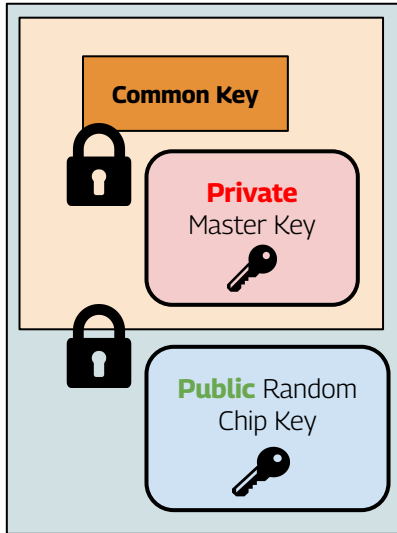 Common Key
Private
Master Key
Public Random
Chip Key